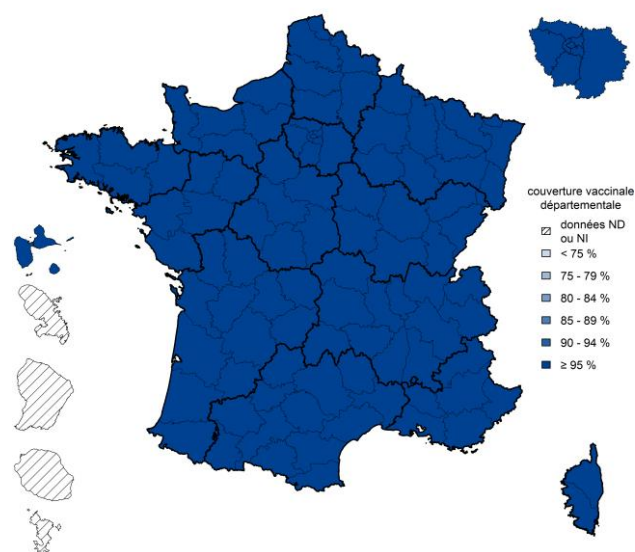 couverture vaccinale
départementale
données ND
ou NI
< 75 %
75 - 79 %
80 - 84 %
85 - 89 %
90 - 94 %
≥ 95 %